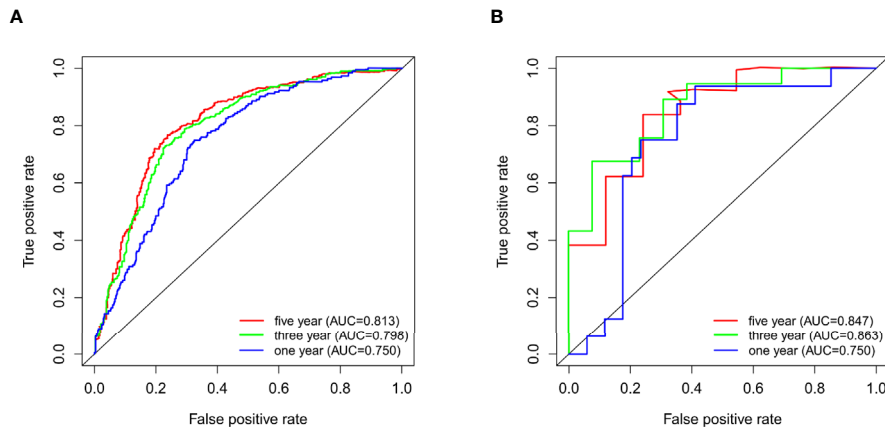 A
B
1.0
0.8
0.6
0.4
0.2
0.0
True positive rate
five year (AUC=0.813)
three year (AUC=0.798)
one year (AUC=0.750)
0.0 0.2 0.4 0.6 0.8 1.0
False positive rate
1.0
0.8
0.6
0.4
0.2
0.0
True positive rate
five year (AUC=0.847)
three year (AUC=0.863)
one year (AUC=0.750)
0.0 0.2 0.4 0.6 0.8 1.0
False positive rate